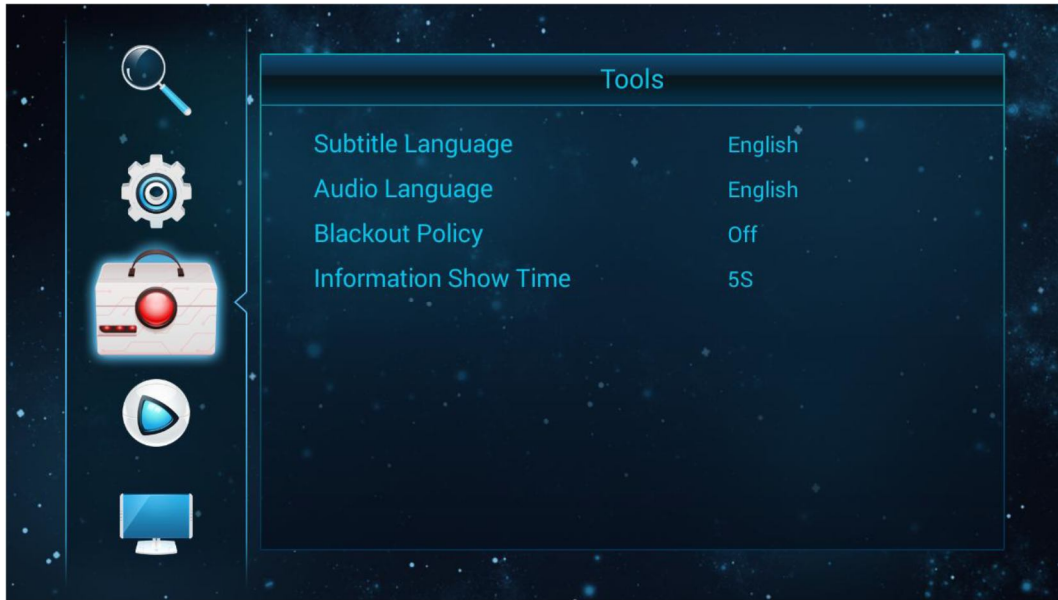 Tools
Subtitle Language English
Audio Language English
Blackout Policy Off
Information Show Time 5S